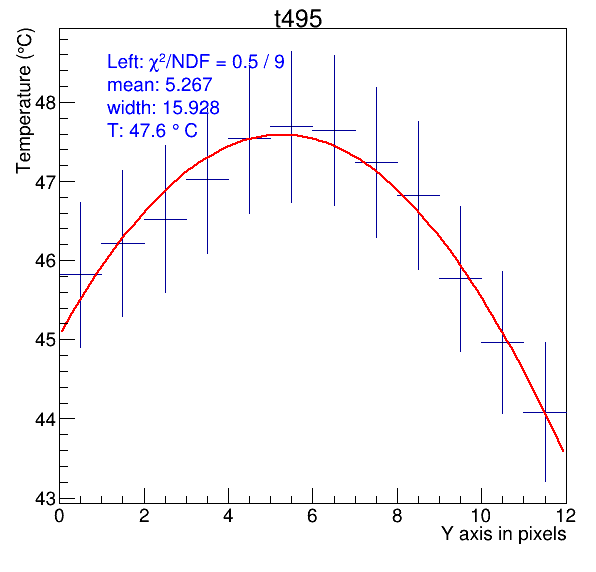 t495
Temperature (°C)
Left: χ²/NDF = 0.5 / 9
mean: 5.267
width: 15.928
T: 47.6 ° C
48
47
46
45
44
43
0 2 4 6 8 10 12
Y axis in pixels